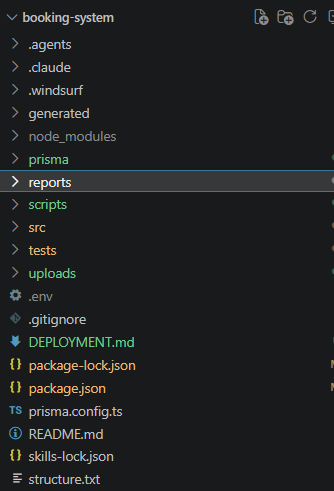 booking-system
.agents
.claude
.windsurf
generated
node_modules
prisma
reports
scripts
src
tests
uploads
.env
.gitignore
DEPLOYMENT.md
{} package-lock.json
{} package.json
TS prisma.config.ts
README.md
{} skills-lock.json
structure.txt